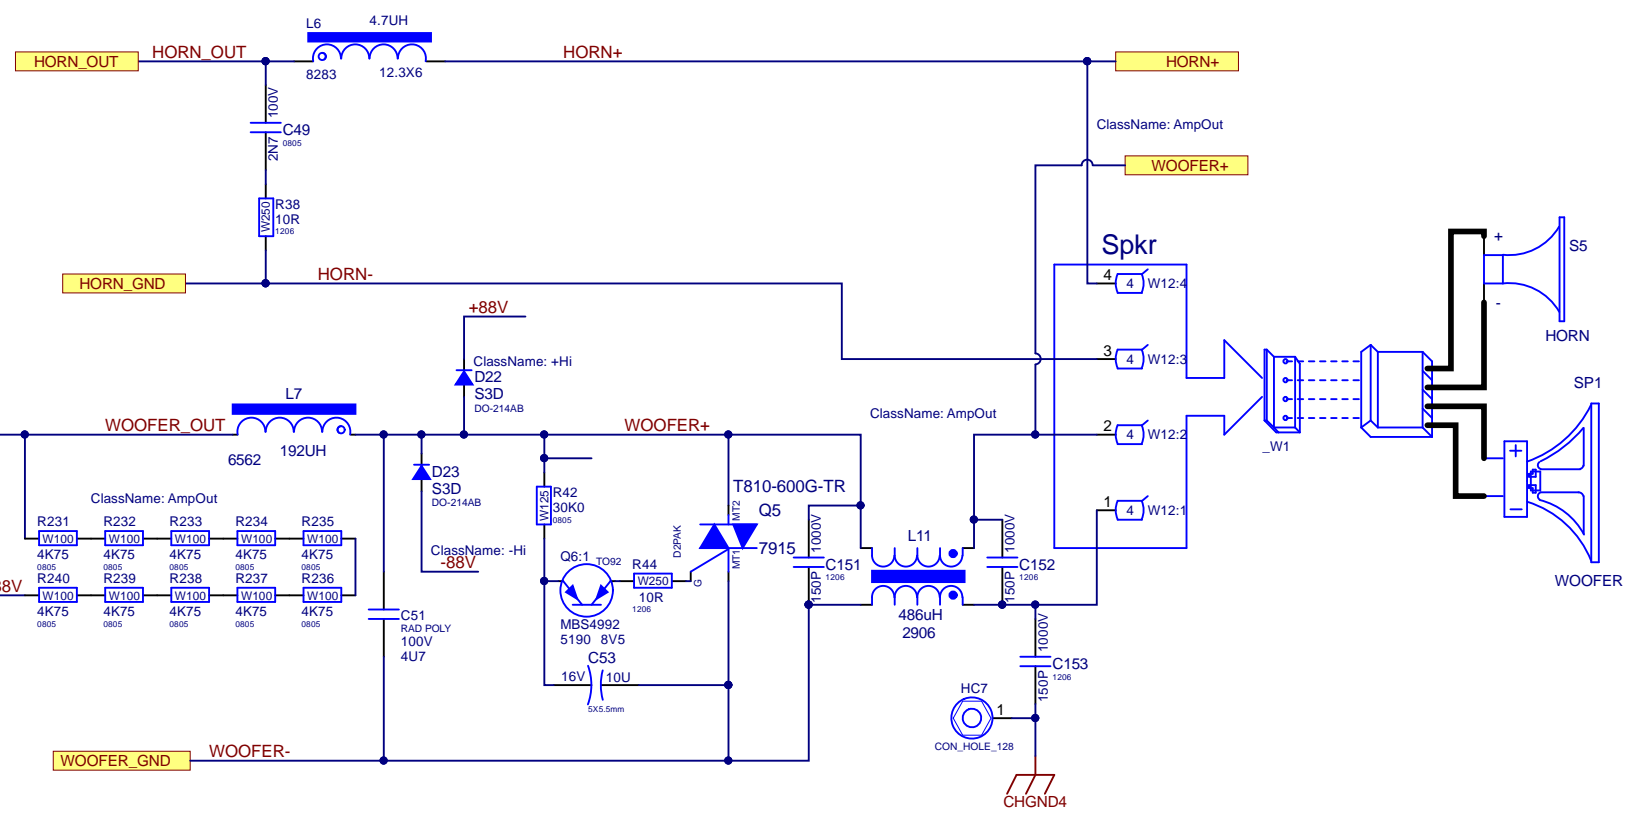 L6
4.7UH
HORN_OUT
HORN_OUT
HORN+
HORN+
8283
12.3X6
100V
C49
0805
2N7
ClassName: AmpOut
WOOFER+
W250
R38
10R
1206
Spkr
HORN_GND
HORN-
4
4
W12:4
+
S5
-
HORN
+88V
ClassName: +Hi
D22
S3D
DO-214AB
3
4
W12:3
L7
WOOFER_OUT
6562
192UH
WOOFER+
ClassName: AmpOut
2
4
W12:2
_W1
SP1
+
-
WOOFER
D23
S3D
DO-214AB
ClassName: -Hi
-88V
ClassName: AmpOut
R231
R232
R233
R234
R235
W100
W100
W100
W100
W100
4K75
4K75
4K75
4K75
4K75
0805
0805
0805
0805
0805
R240
R239
R238
R237
R236
8V
W100
W100
W100
W100
W100
4K75
4K75
4K75
4K75
4K75
0805
0805
0805
0805
0805
W125
R42
30K0
0805
T810-600G-TR
MT2
Q5
D2PAK
7915
MT1
G
Q6:1
TO92
R44
W250
10R
1206
MBS4992
5190 8V5
C53
16V
10U
5X5.5mm
C51
RAD POLY
100V
4U7
1000V
C151
1206
150P
L11
486uH
2906
1000V
C152
1206
150P
1
4
W12:1
1000V
C153
1206
150P
HC7
1
CON_HOLE_128
WOOFER_GND
WOOFER-
CHGND4